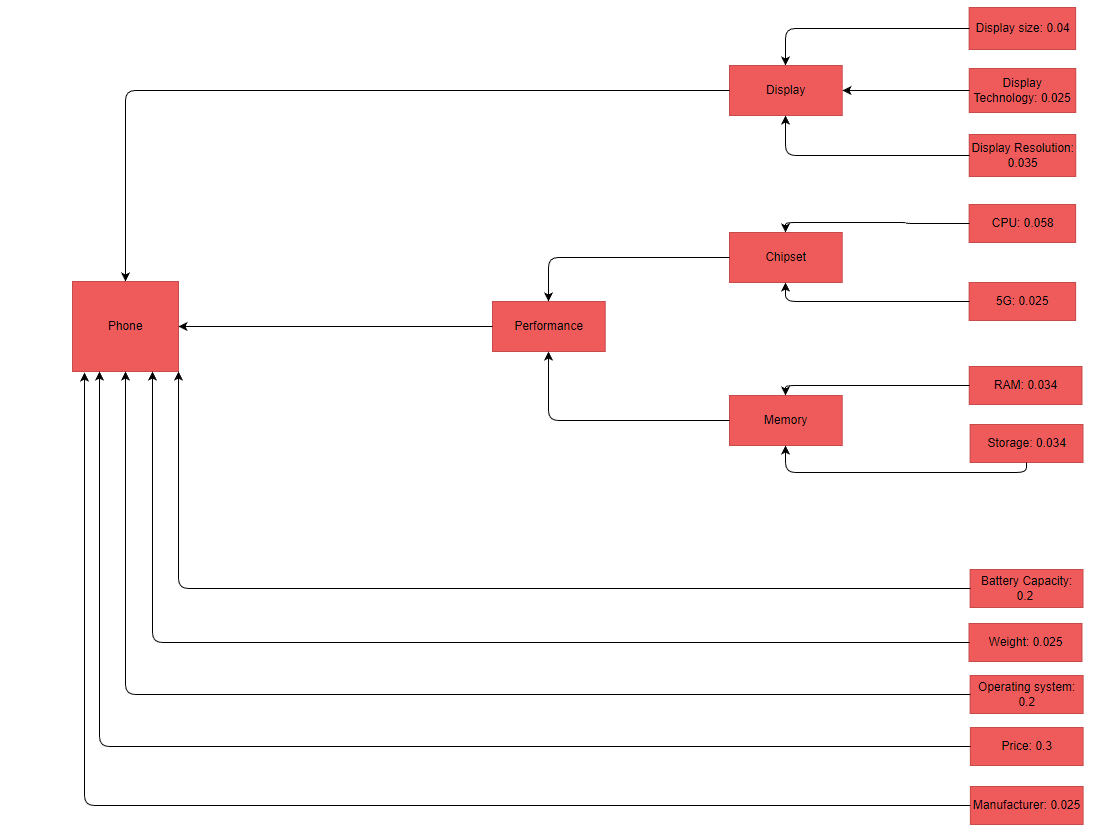 Display size: 0.04
Display
Technology: 0.025
Display
Display Resolution:
0.035
CPU: 0.058
Chipset
5G: 0.025
Phone
Performance
RAM: 0.034
Memory
Storage: 0.034
Battery Capacity:
0.2
Weight: 0.025
Operating system:
0.2
Price: 0.3
Manufacturer: 0.025